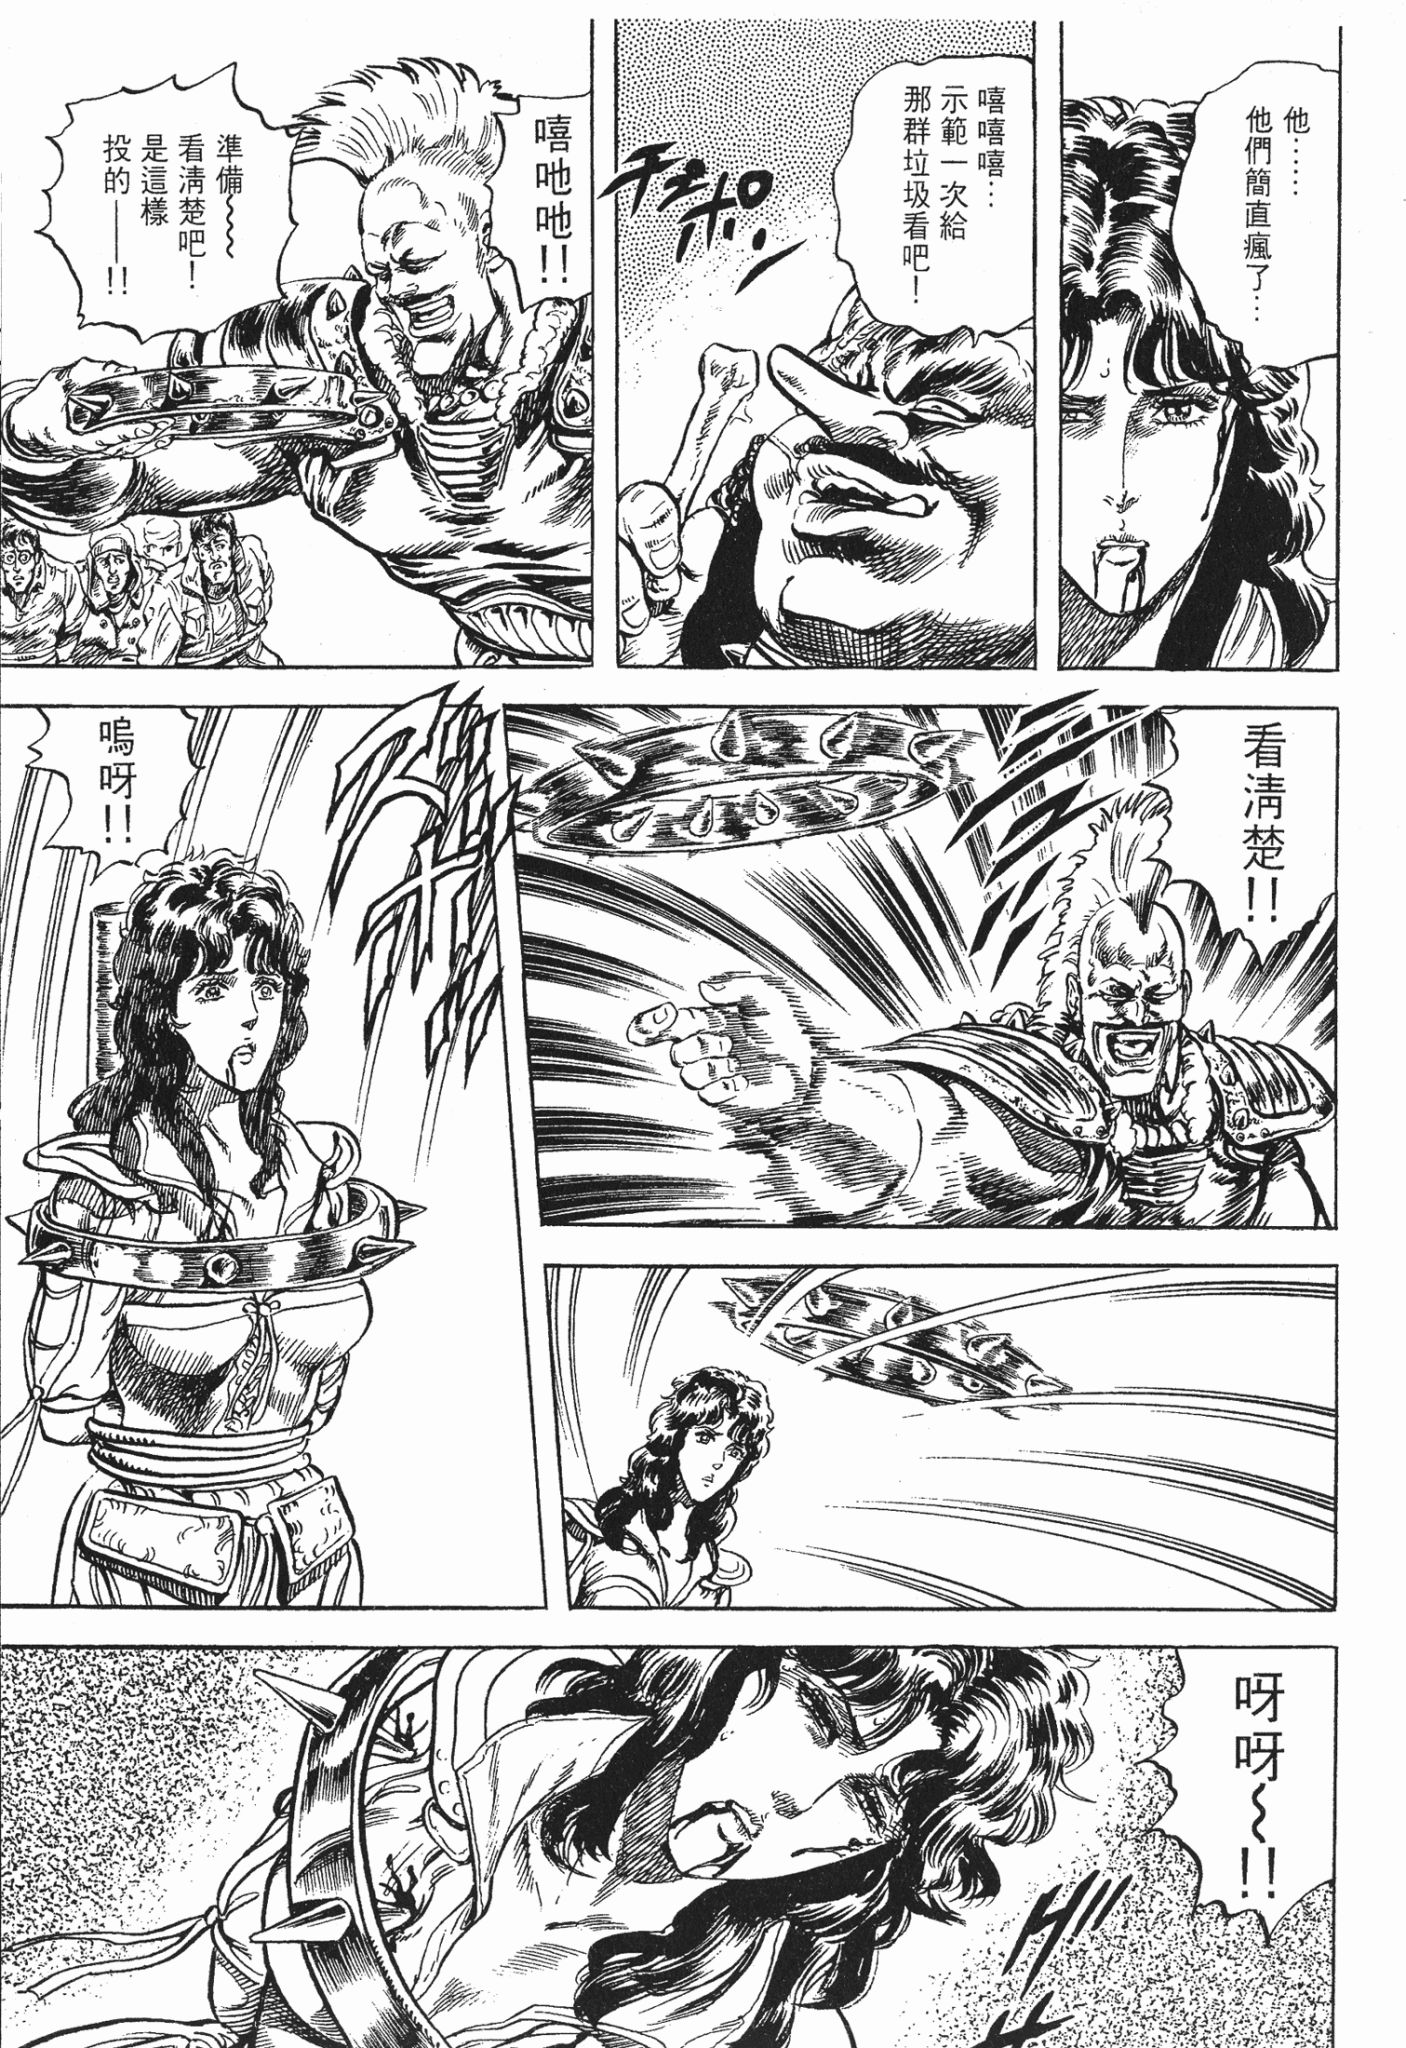 他……
他們簡直瘋了…
嘻嘻嘻…
示範一次給
那群垃圾看吧！
チュポ．
嘻吔吔!!
準備～～
看清楚吧！
是這樣
投的——!!
看清楚!!
嗚呀!!
呀呀～!!